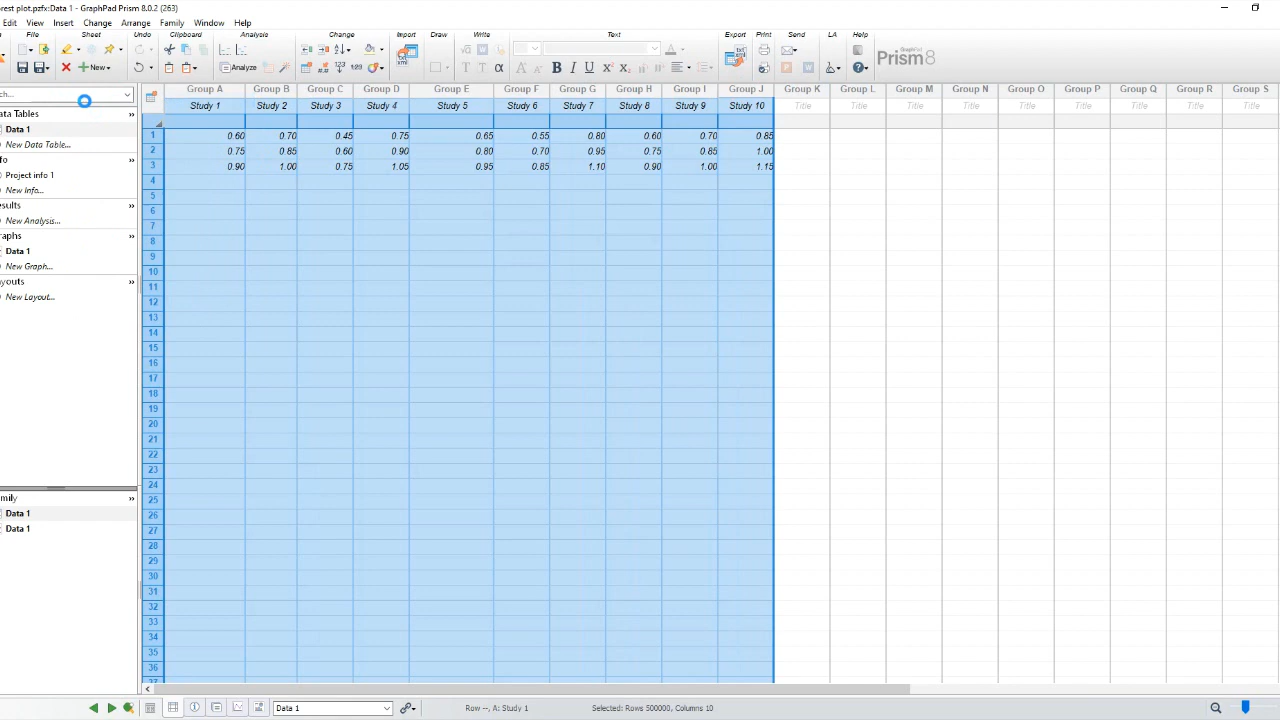 rest plot.pzfx:Data 1 - GraphPad Prism 8.0.2 (263)
Edit View Insert Change Arrange Family Window Help
File Sheet Undo Clipboard Analysis Change Import Draw Write Text Export Print Send LA Help
New Analyze
GraphPad
Prism 8
ch...
ata Tables
Data 1
New Data Table...
fo
Project info 1
New Info...
esults
New Analysis...
raphs
Data 1
New Graph...
youts
New Layout...
mily
Data 1
Data 1
Group A Group B Group C Group D Group E Group F Group G Group H Group I Group J Group K Group L Group M Group N Group O Group P Group Q Group R Group S
Study 1 Study 2 Study 3 Study 4 Study 5 Study 6 Study 7 Study 8 Study 9 Study 10 Title Title Title Title Title Title Title Title Title
1 0.60 0.70 0.45 0.75 0.65 0.55 0.80 0.60 0.70 0.85
2 0.75 0.85 0.60 0.90 0.80 0.70 0.95 0.75 0.85 1.00
3 0.90 1.00 0.75 1.05 0.95 0.85 1.10 0.90 1.00 1.15
4
5
6
7
8
9
10
11
12
13
14
15
16
17
18
19
20
21
22
23
24
25
26
27
28
29
30
31
32
33
34
35
36
Data 1 Row --, A: Study 1 Selected: Rows 500000, Columns 10